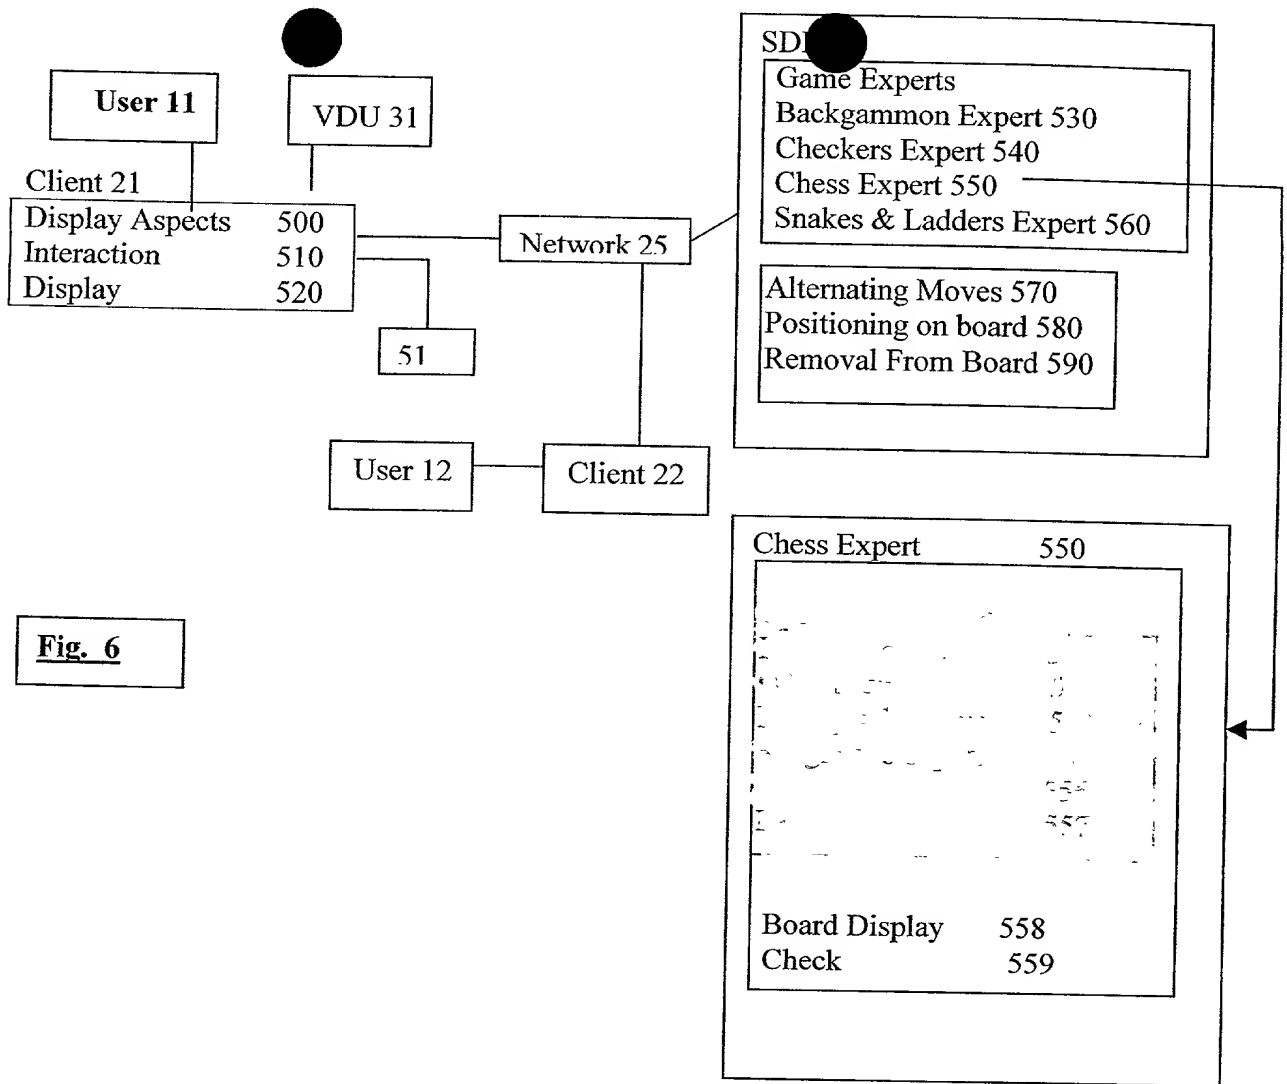 User 11
VDU 31
Client 21
Display Aspects 500
Interaction 510
Display 520
Network 25
51
User 12
Client 22
Game Experts
Backgammon Expert 530
Checkers Expert 540
Chess Expert 550
Snakes & Ladders Expert 560
Alternating Moves 570
Positioning on board 580
Removal From Board 590
Chess Expert 550
557
Board Display 558
Check 559
Fig. 6